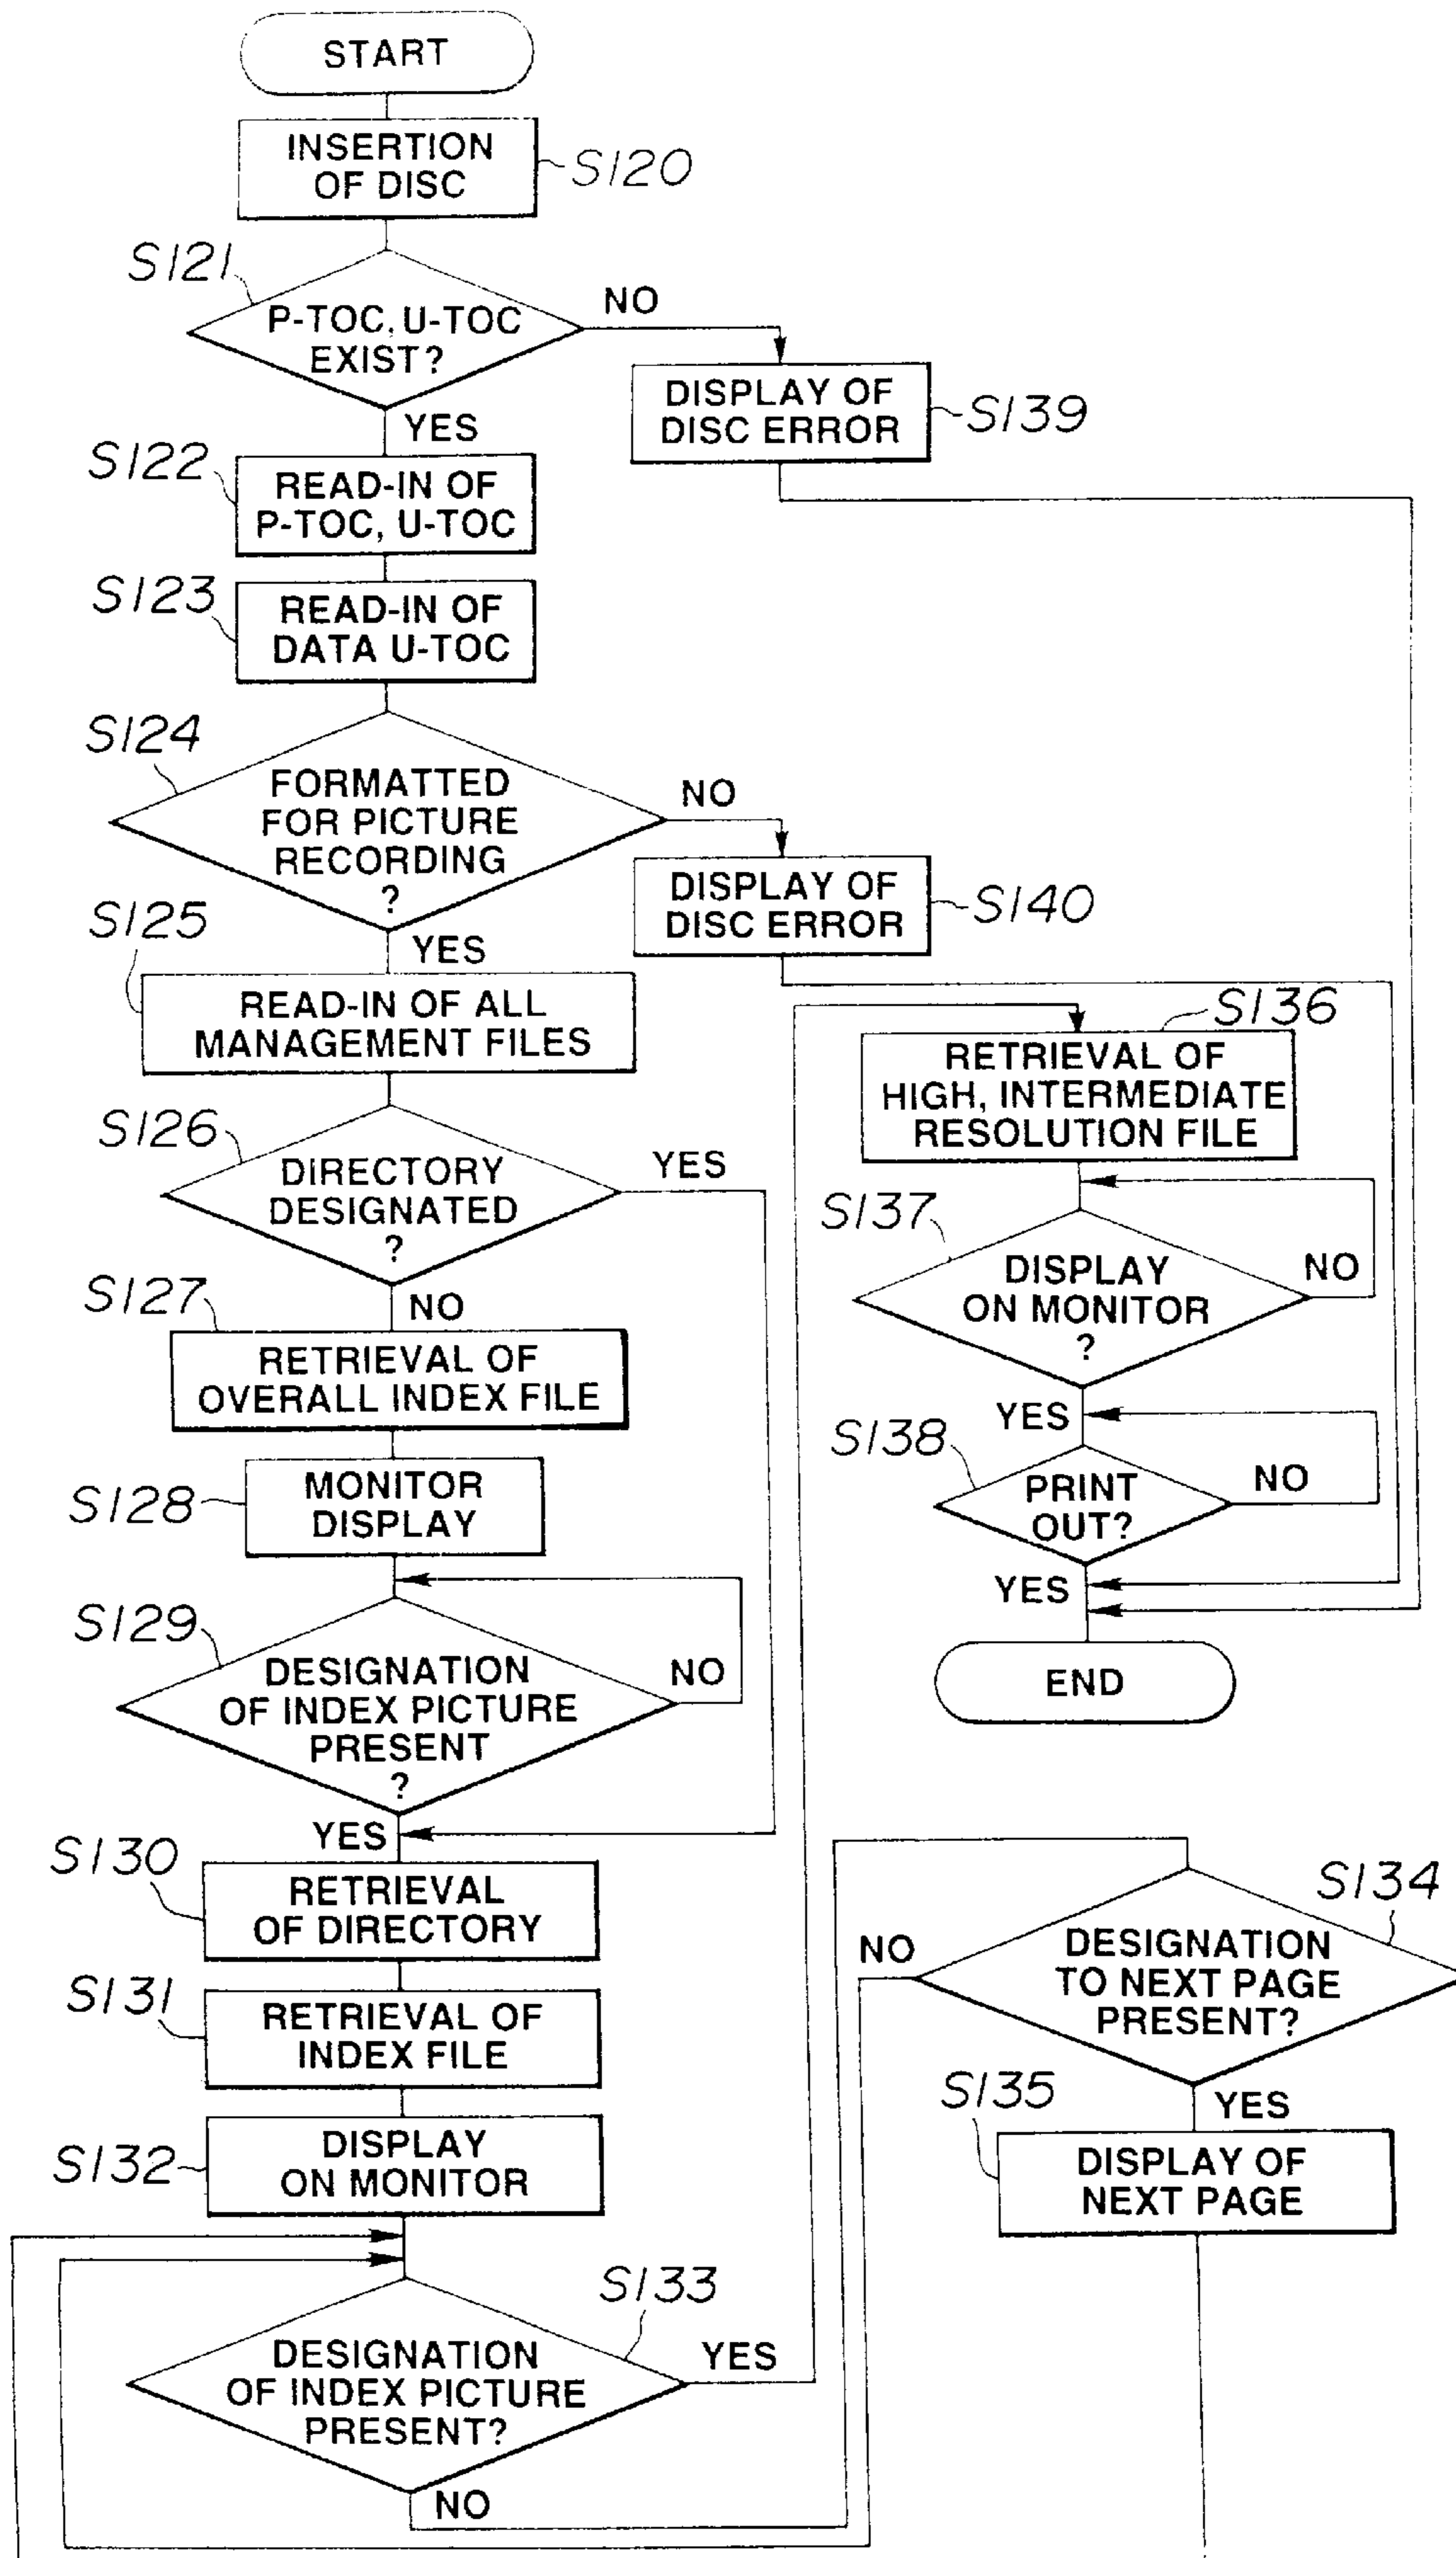 START
INSERTION
OF DISC
S120
S121
P-TOC, U-TOC
EXIST?
NO
YES
DISPLAY OF
DISC ERROR
S139
S122
READ-IN OF
P-TOC, U-TOC
S123
READ-IN OF
DATA U-TOC
S124
FORMATTED
FOR PICTURE
RECORDING
?
NO
YES
DISPLAY OF
DISC ERROR
S140
S125
READ-IN OF ALL
MANAGEMENT FILES
S126
DIRECTORY
DESIGNATED
?
YES
NO
S127
RETRIEVAL OF
OVERALL INDEX FILE
S128
MONITOR
DISPLAY
S129
DESIGNATION
OF INDEX PICTURE
PRESENT
?
NO
YES
S130
RETRIEVAL
OF DIRECTORY
S131
RETRIEVAL OF
INDEX FILE
S132
DISPLAY
ON MONITOR
S133
DESIGNATION
OF INDEX PICTURE
PRESENT?
YES
NO
S136
RETRIEVAL OF
HIGH, INTERMEDIATE
RESOLUTION FILE
S137
DISPLAY
ON MONITOR
?
NO
YES
S138
PRINT
OUT?
NO
YES
END
S134
DESIGNATION
TO NEXT PAGE
PRESENT?
NO
YES
S135
DISPLAY OF
NEXT PAGE